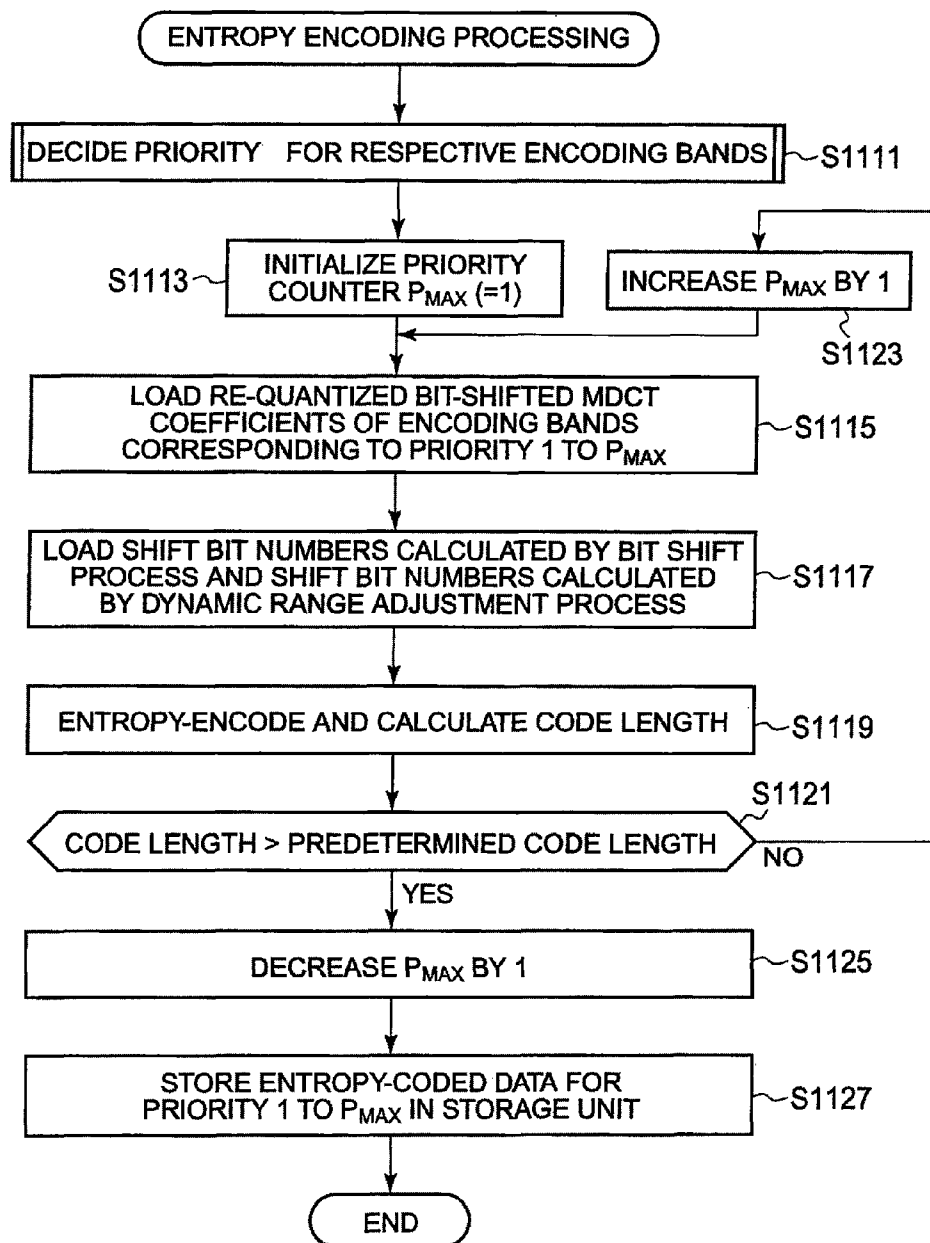 ENTROPY ENCODING PROCESSING
DECIDE PRIORITY FOR RESPECTIVE ENCODING BANDS
S1111
S1113
INITIALIZE PRIORITY
COUNTER PMAX (=1)
INCREASE PMAX BY 1
S1123
LOAD RE-QUANTIZED BIT-SHIFTED MDCT
COEFFICIENTS OF ENCODING BANDS
CORRESPONDING TO PRIORITY 1 TO PMAX
S1115
LOAD SHIFT BIT NUMBERS CALCULATED BY BIT SHIFT
PROCESS AND SHIFT BIT NUMBERS CALCULATED
BY DYNAMIC RANGE ADJUSTMENT PROCESS
S1117
ENTROPY-ENCODE AND CALCULATE CODE LENGTH
S1119
S1121
CODE LENGTH > PREDETERMINED CODE LENGTH
NO
YES
DECREASE PMAX BY 1
S1125
STORE ENTROPY-CODED DATA FOR
PRIORITY 1 TO PMAX IN STORAGE UNIT
S1127
END